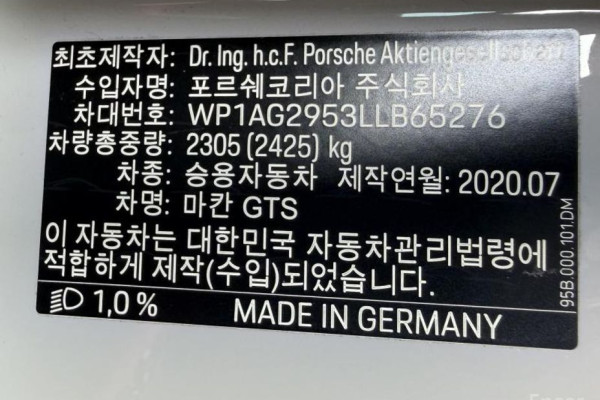 최초제작자: Dr. Ing. h.c.F. Porsche Aktiengesellschaft
수입자명: 포르쉐코리아 주식회사
차대번호: WP1AG2953LLB65276
차량총중량: 2305 (2425) kg
차종: 승용자동차 제작연월: 2020.07
차명: 마칸 GTS
이 자동차는 대한민국 자동차관리법령에
적합하게 제작(수입)되었습니다.
95B.000.101.DM
1,0 % MADE IN GERMANY